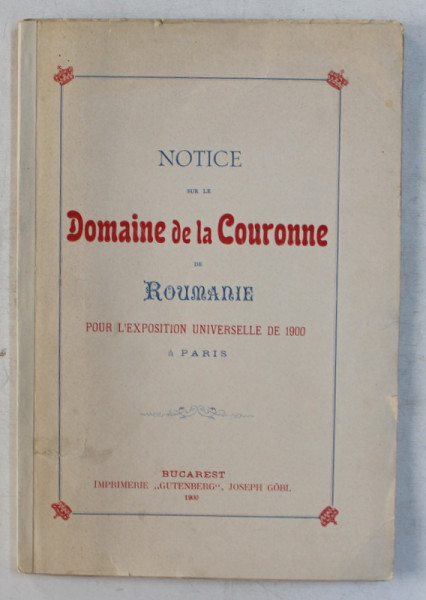 NOTICE
SUR LE
Domaine de la Couronne
DE
ROUMANIE
POUR L'EXPOSITION UNIVERSELLE DE 1900
à PARIS
BUCAREST
IMPRIMERIE „GUTENBERG“, JOSEPH GÖBL
1900